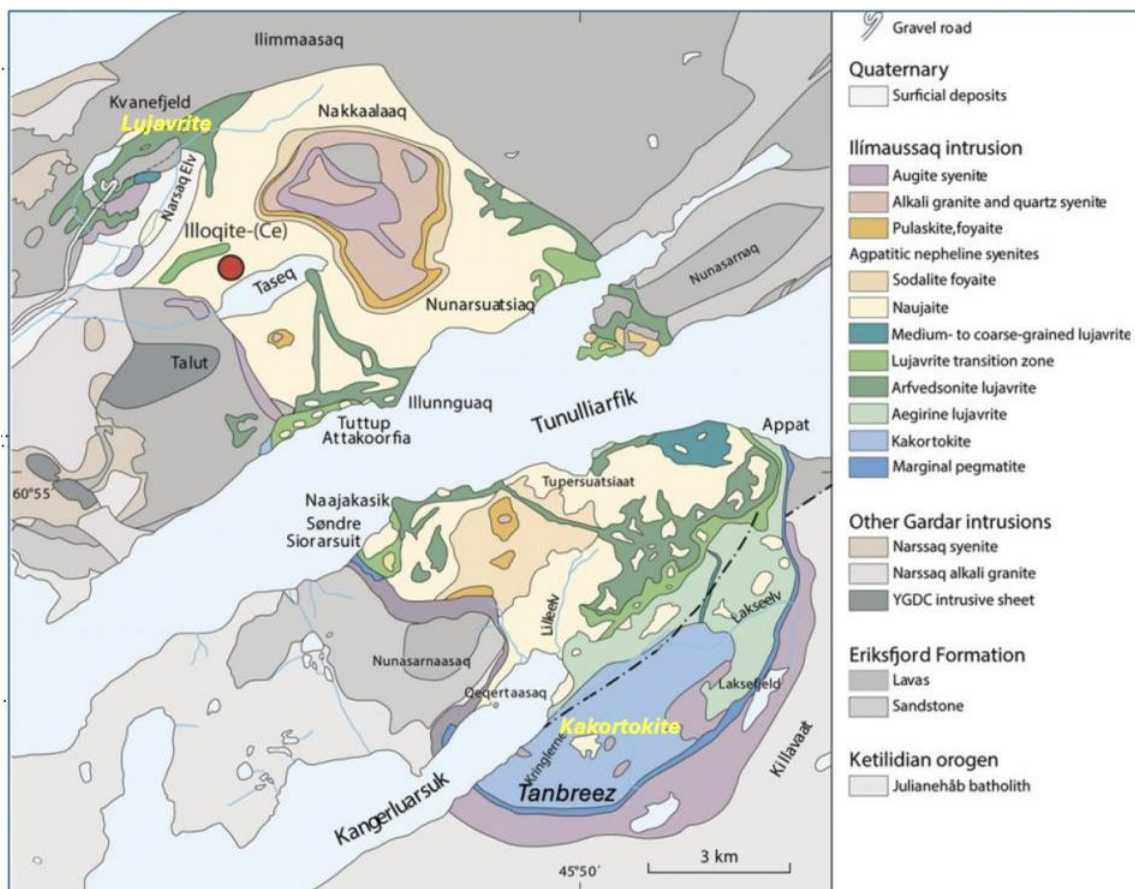 Ilimmaasaq
Kvanefjeld
Lujavrite
Nakkaalaaq
Narsaq Elv
Illoqite-(Ce)
Taseq
Nunarsuatsiaq
Nunasarnaq
Talut
Illunnguaq
Tuttup
Attakoorfia
Tunulliarfik
Appat
60°55´
Tupersuatsiaat
Naajakasik
Søndre
Siorarsuit
Lilleelv
Lakseelv
Nunasarnaasaq
Qeqertaasaq
Laksefjeld
Kakortokite
Kringlerne
Killavaat
Tanbreez
Kangerluarsuk
3 km
45°50´
Gravel road
Quaternary
Surficial deposits
Ilímaussaq intrusion
Augite syenite
Alkali granite and quartz syenite
Pulaskite,foyaite
Agpatitic nepheline syenites
Sodalite foyaite
Naujaite
Medium- to coarse-grained lujavrite
Lujavrite transition zone
Arfvedsonite lujavrite
Aegirine lujavrite
Kakortokite
Marginal pegmatite
Other Gardar intrusions
Narssaq syenite
Narssaq alkali granite
YGDC intrusive sheet
Eriksfjord Formation
Lavas
Sandstone
Ketilidian orogen
Julianehåb batholith